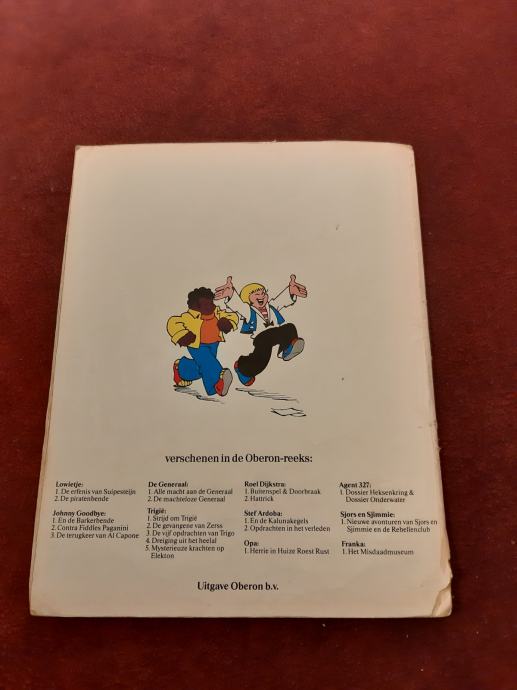 verschenen in de Oberon-reeks:
Lowietje:
1. De erfenis van Suipesteijn
2. De piratenbende
Johnny Goodbye:
1. En de Barkerbende
2. Contra Fiddles Paganini
3. De terugkeer van Al Capone
De Generaal:
1. Alle macht aan de Generaal
2. De machteloze Generaal
Trigië:
1. Strijd om Trigië
2. De gevangene van Zerss
3. De vijf opdrachten van Trigo
4. Dreiging uit het heelal
5. Mysterieuze krachten op
Elekton
Roel Dijkstra:
1. Buitenspel & Doorbraak
2. Hattrick
Stef Ardoba:
1. En de Kalunakegels
2. Opdrachten in het verleden
Opa:
1. Herrie in Huize Roest Rust
Agent 327:
1. Dossier Heksenkring &
Dossier Onderwater
Sjors en Sjimmie:
1. Nieuwe avonturen van Sjors en
Sjimmie en de Rebellenclub
Franka:
1. Het Misdaadmuseum
Uitgave Oberon b.v.